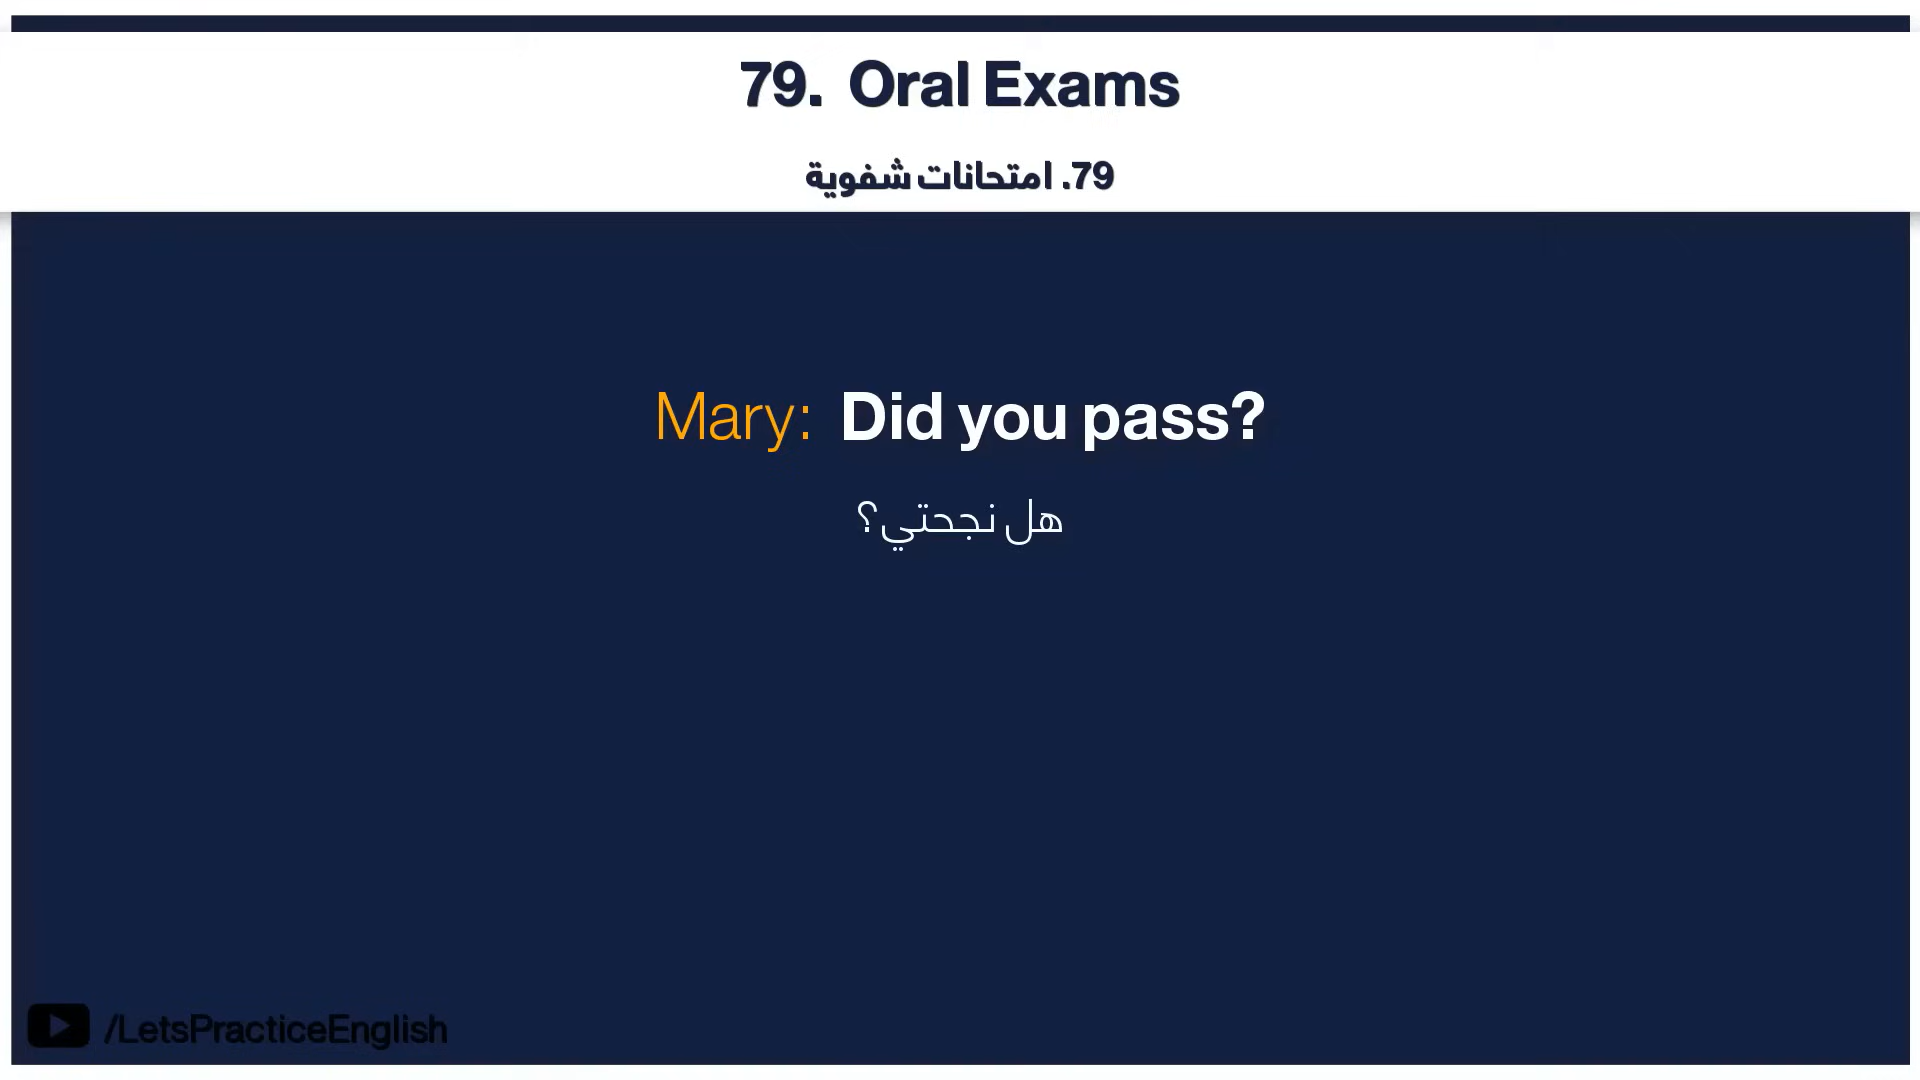 79. Oral Exams
79. امتحانات شفوية
Mary: Did you pass?
هل نجحتي؟
/LetsPracticeEnglish